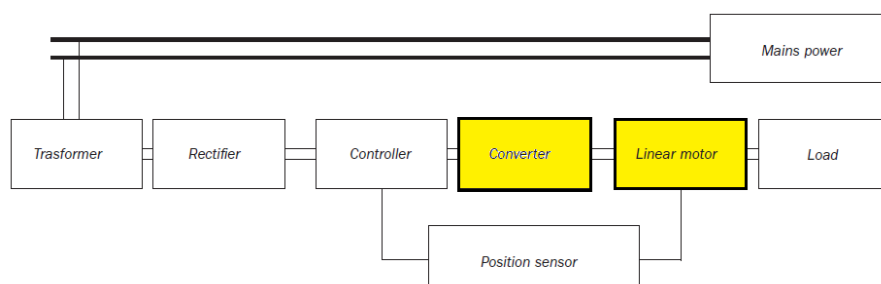 Mains power
Trasformer
Rectifier
Controller
Converter
Linear motor
Load
Position sensor